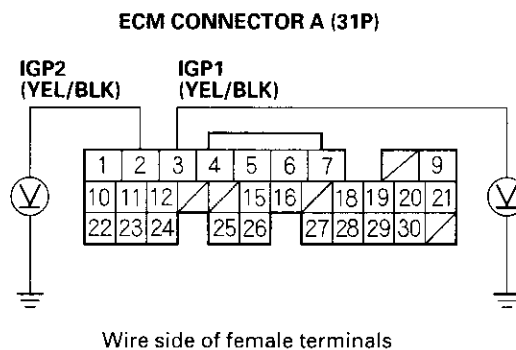 ECM CONNECTOR A (31P)
IGP2 IGP1
(YEL/BLK) (YEL/BLK)
1 2 3 4 5 6 7 9
V 10 11 12 15 16 18 19 20 21 V
22 23 24 25 26 27 28 29 30
Wire side of female terminals